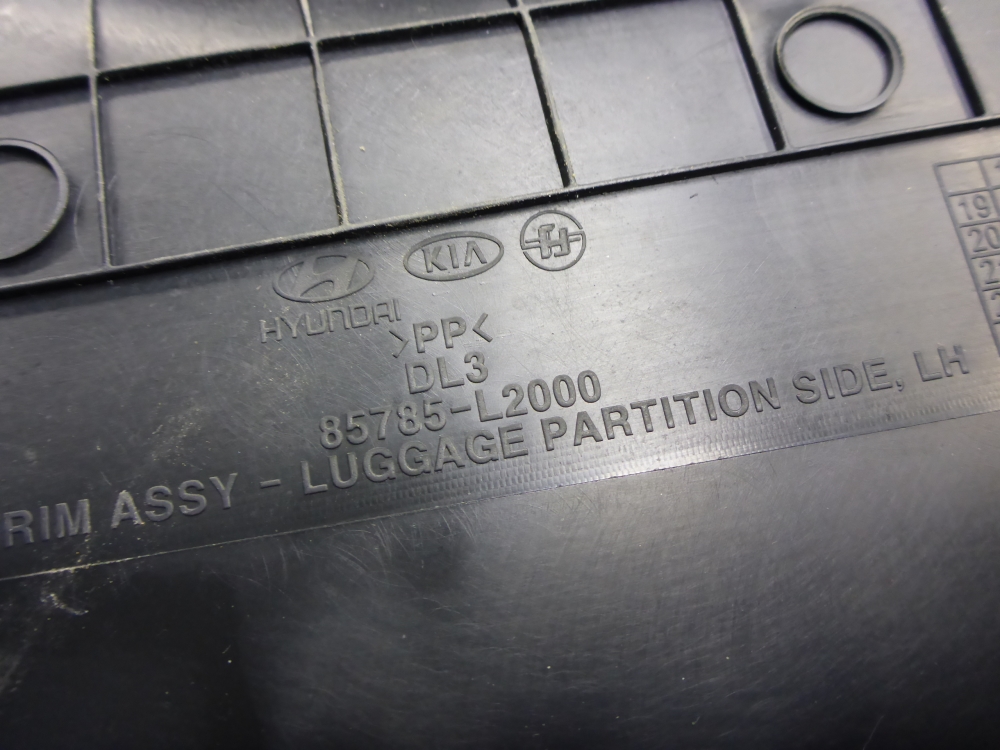 HYUNDAI
KIA
>PP<
DL3
85785-L2000
RIM ASSY - LUGGAGE PARTITION SIDE, LH
19
20